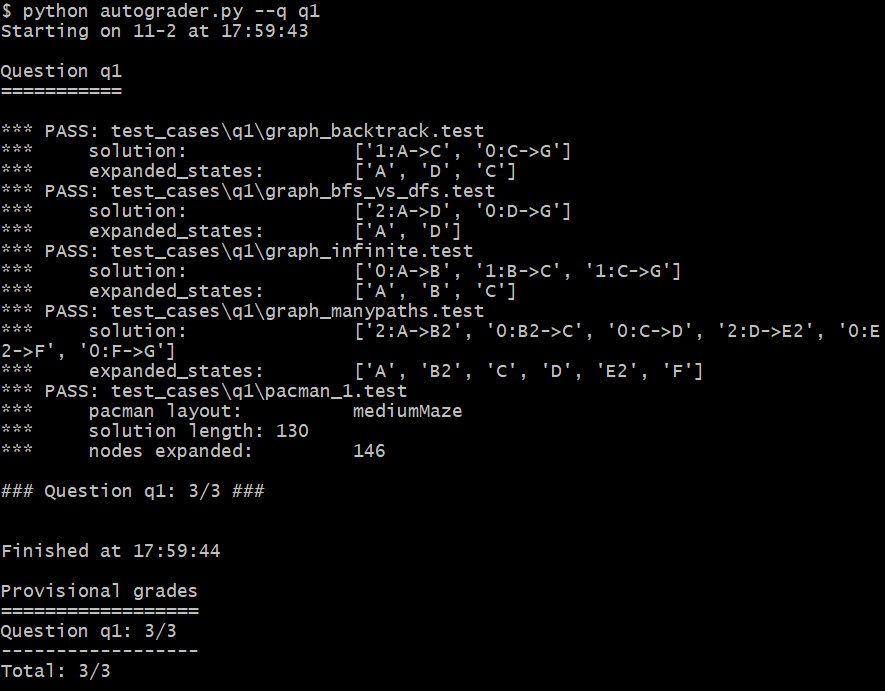 $ python autograder.py --q q1
Starting on 11-2 at 17:59:43
Question q1
===========
*** PASS: test_cases\q1\graph_backtrack.test
***     solution:               ['1:A->C', '0:C->G']
***     expanded_states:        ['A', 'D', 'C']
*** PASS: test_cases\q1\graph_bfs_vs_dfs.test
***     solution:               ['2:A->D', '0:D->G']
***     expanded_states:        ['A', 'D']
*** PASS: test_cases\q1\graph_infinite.test
***     solution:               ['0:A->B', '1:B->C', '1:C->G']
***     expanded_states:        ['A', 'B', 'C']
*** PASS: test_cases\q1\graph_manypaths.test
***     solution:               ['2:A->B2', '0:B2->C', '0:C->D', '2:D->E2', '0:E
2->F', '0:F->G']
***     expanded_states:        ['A', 'B2', 'C', 'D', 'E2', 'F']
*** PASS: test_cases\q1\pacman_1.test
***     pacman layout:          mediumMaze
***     solution length: 130
***     nodes expanded:         146
### Question q1: 3/3 ###
Finished at 17:59:44
Provisional grades
==================
Question q1: 3/3
------------------
Total: 3/3